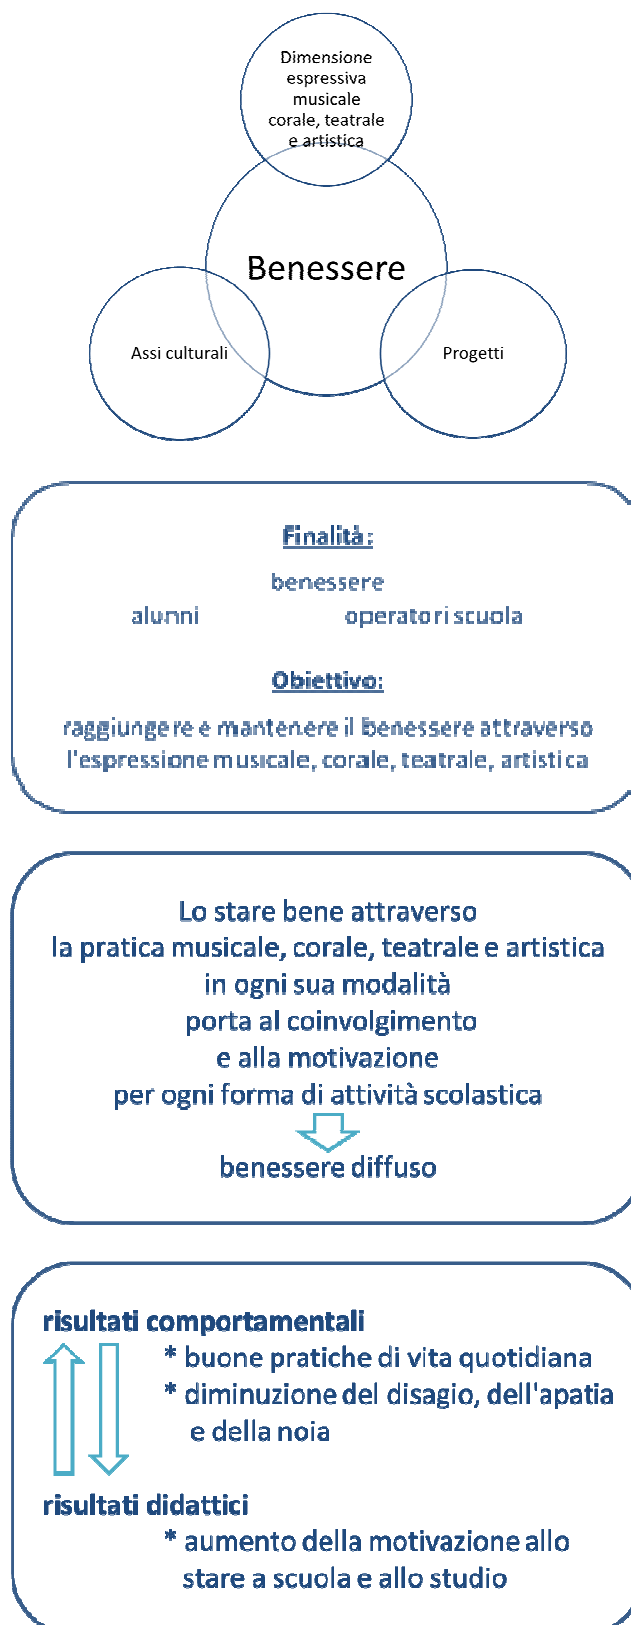 Dimensione
espressiva
musicale
corale, teatrale
e artistica
Benessere
Assi culturali
Progetti
Finalità:
benessere
alunni operatori scuola
Obiettivo:
raggiungere e mantenere il benessere attraverso
l'espressione musicale, corale, teatrale, artistica
Lo stare bene attraverso
la pratica musicale, corale, teatrale e artistica
in ogni sua modalità
porta al coinvolgimento
e alla motivazione
per ogni forma di attività scolastica
benessere diffuso
risultati comportamentali
* buone pratiche di vita quotidiana
* diminuzione del disagio, dell'apatia
e della noia
risultati didattici
* aumento della motivazione allo
stare a scuola e allo studio